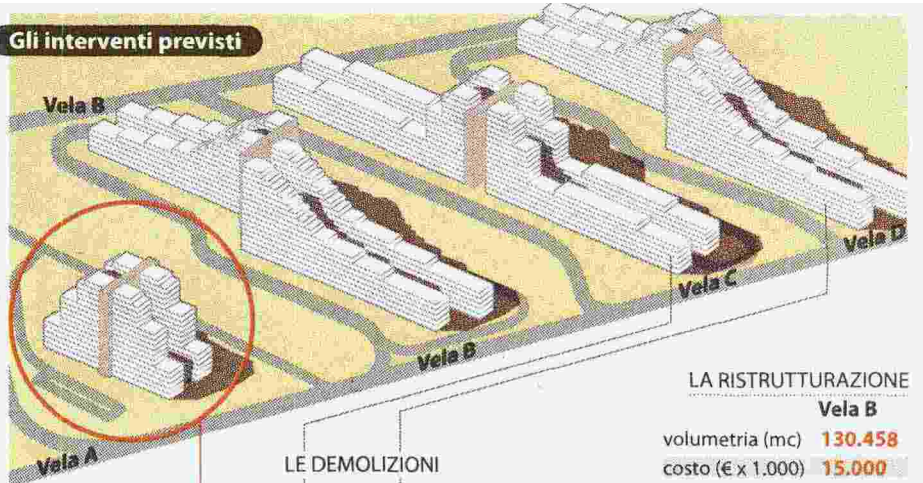 Gli interventi previsti
Vela B
Vela D
Vela C
Vela B
Vela A
LE DEMOLIZIONI
LA RISTRUTTURAZIONE
Vela B
volumetria (mc) 130.458
costo (€ x 1.000) 15.000